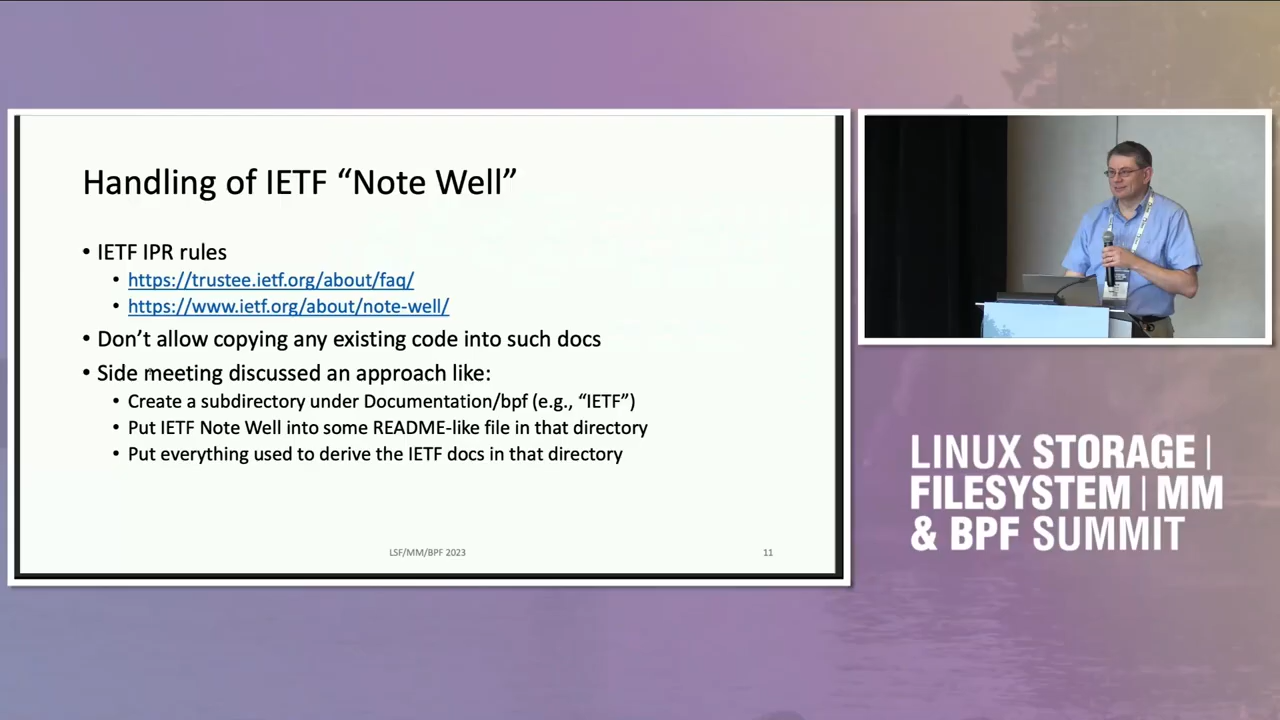 Handling of IETF “Note Well”
• IETF IPR rules
• https://trustee.ietf.org/about/faq/
• https://www.ietf.org/about/note-well/
• Don’t allow copying any existing code into such docs
• Side meeting discussed an approach like:
• Create a subdirectory under Documentation/bpf (e.g., “IETF”)
• Put IETF Note Well into some README-like file in that directory
• Put everything used to derive the IETF docs in that directory
LSF/MM/BPF 2023
11
LINUX STORAGE |
FILESYSTEM | MM
& BPF SUMMIT